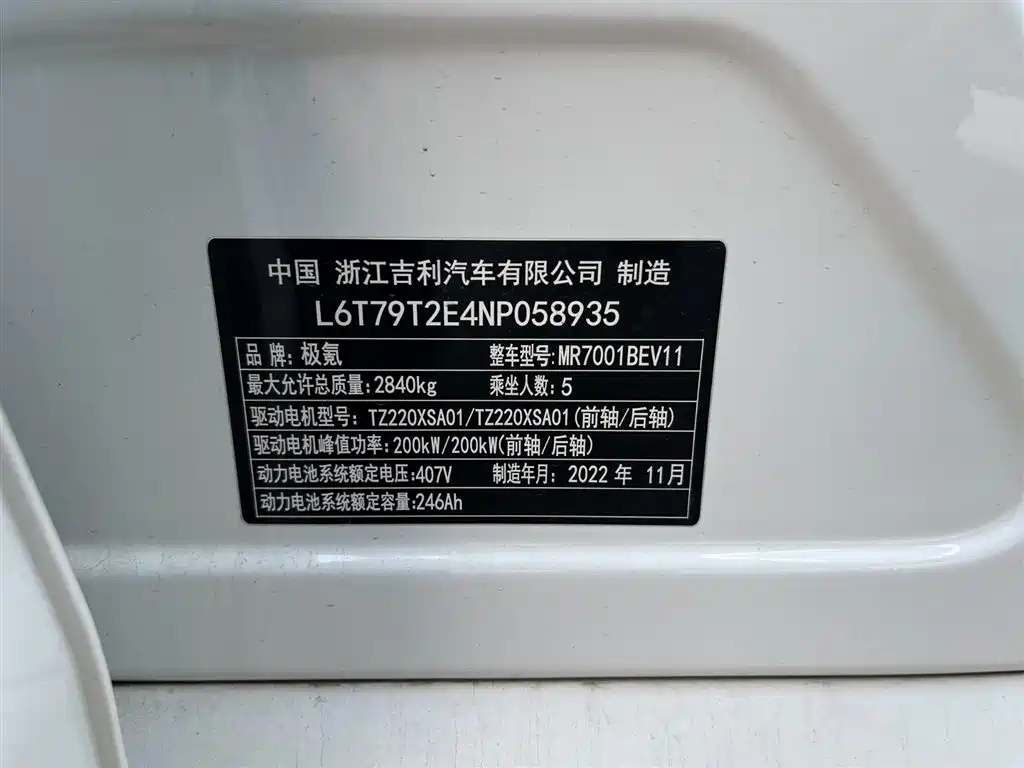 中国 浙江吉利汽车有限公司 制造
L6T79T2E4NP058935
品 牌: 极氪 整车型号:MR7001BEV11
最大允许总质量:2840kg 乘坐人数: 5
驱动电机型号: TZ220XSA01/TZ220XSA01(前轴/后轴)
驱动电机峰值功率:200kW/200kW(前轴/后轴)
动力电池系统额定电压:407V 制造年月: 2022 年 11月
动力电池系统额定容量:246Ah